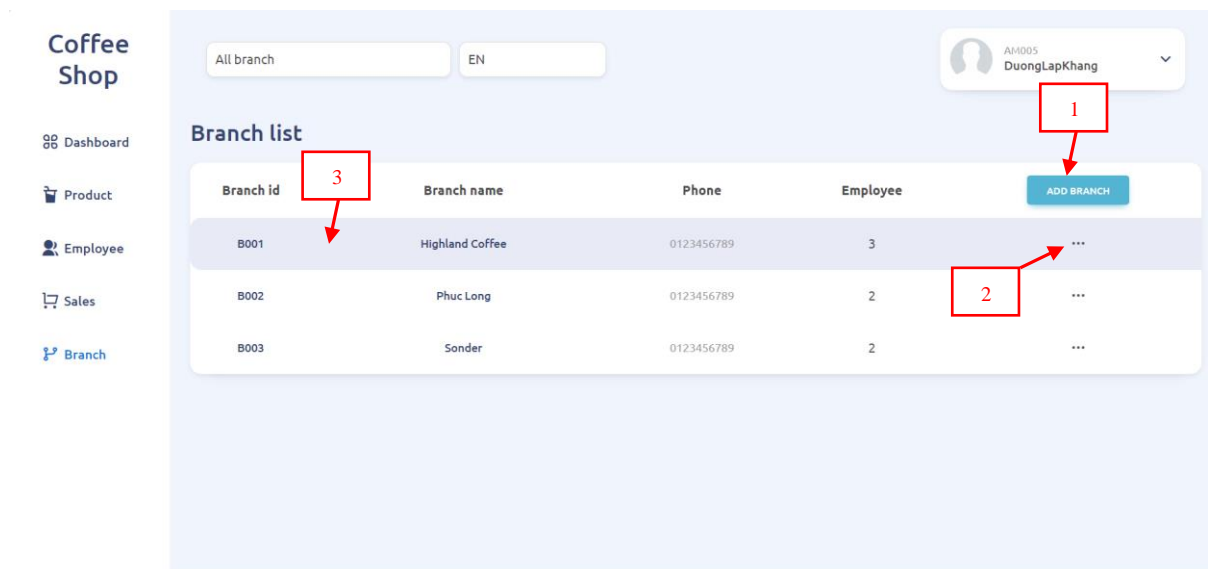 Coffee
Shop
All branch
EN
AM005
DuongLapKhang
1
Dashboard
Branch list
3
Product
Branch id
Branch name
Phone
Employee
ADD BRANCH
Employee
B001
Highland Coffee
0123456789
3
...
2
Sales
B002
Phuc Long
0123456789
2
...
Branch
B003
Sonder
0123456789
2
...